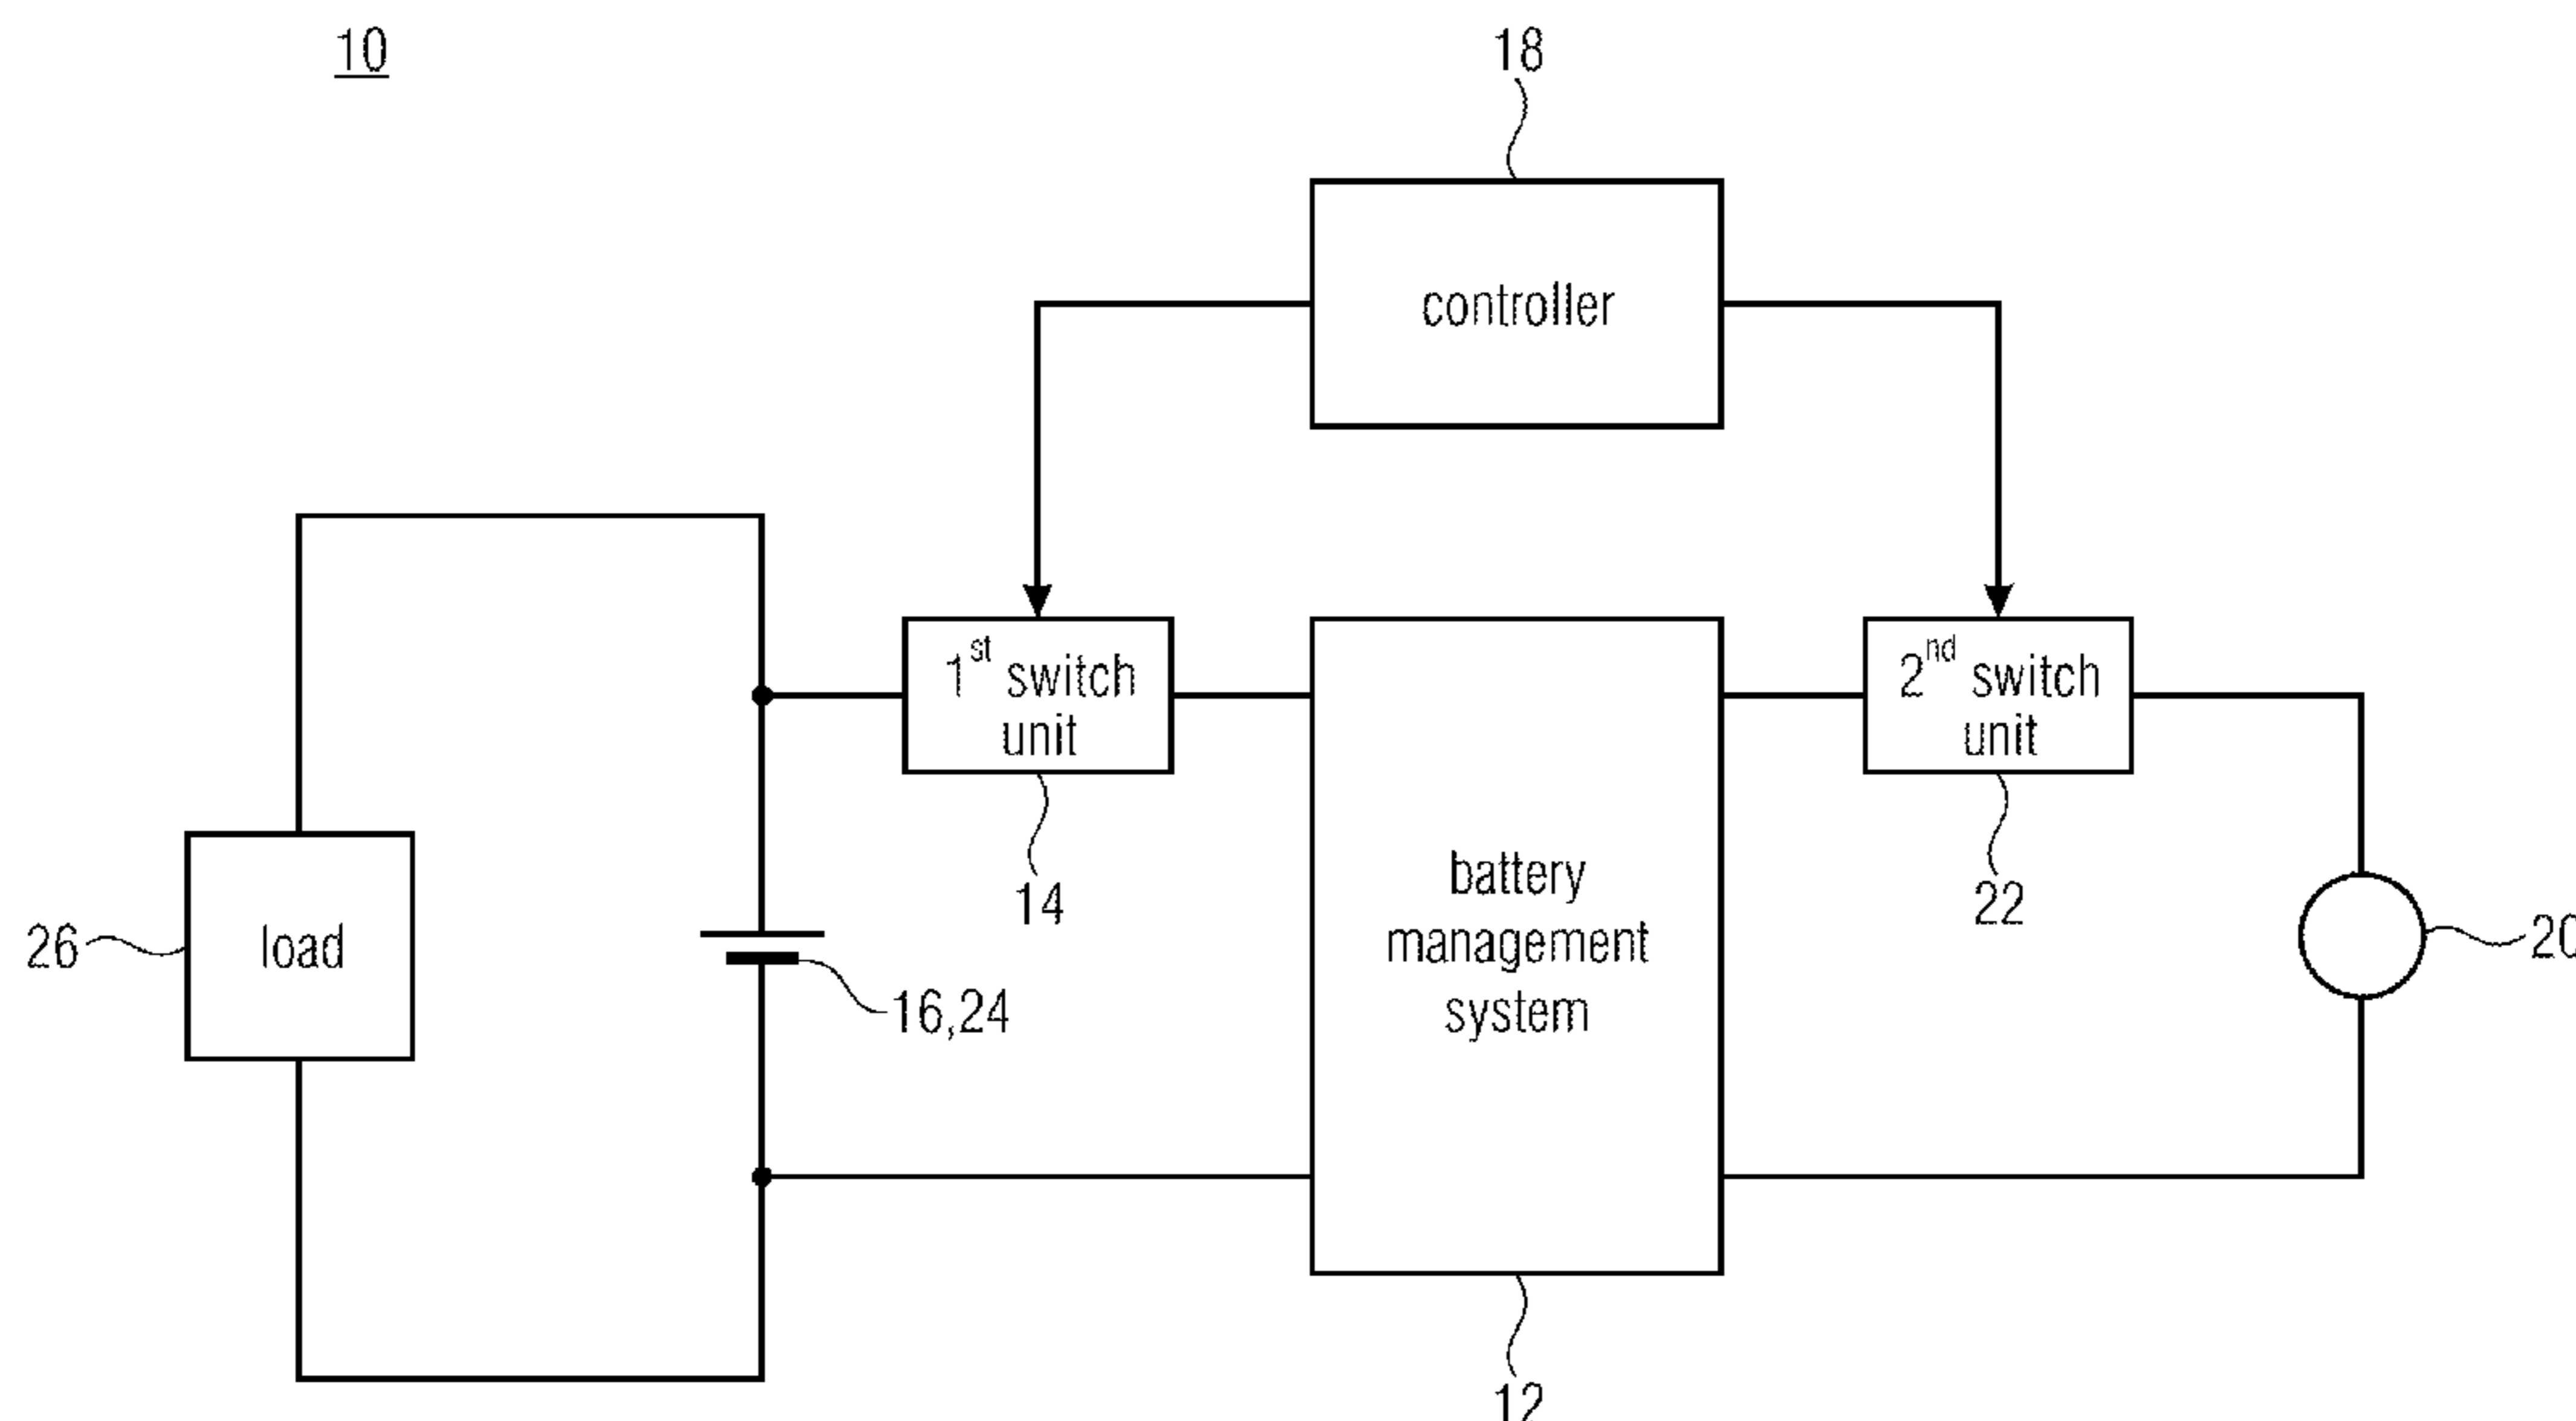 10
18
controller
1st switch
unit
2nd switch
unit
14
22
26
load
battery
management
system
20
16,24
12